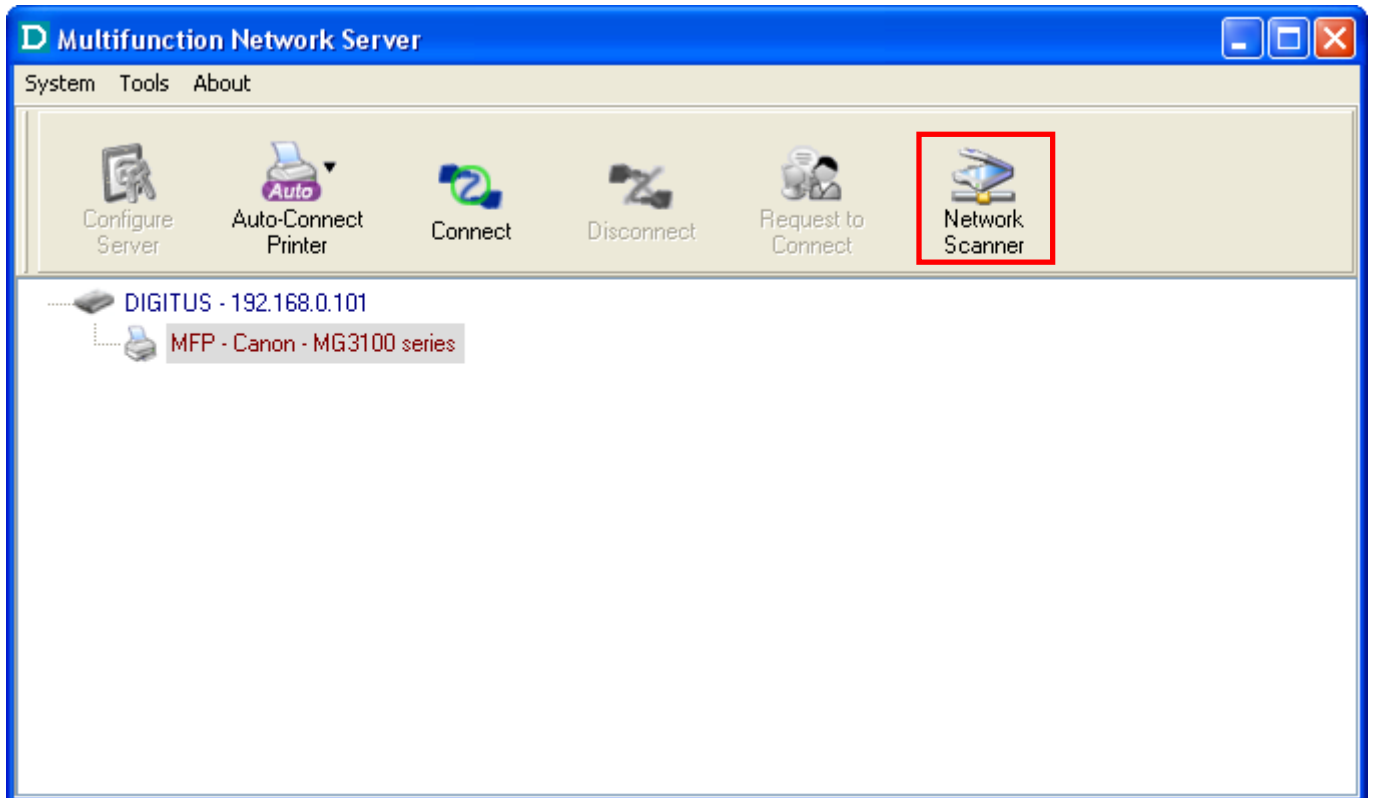 D Multifunction Network Server
System Tools About
Auto
Configure Server
Auto-Connect Printer
Connect
Disconnect
Request to Connect
Network Scanner
DIGITUS - 192.168.0.101
MFP - Canon - MG3100 series